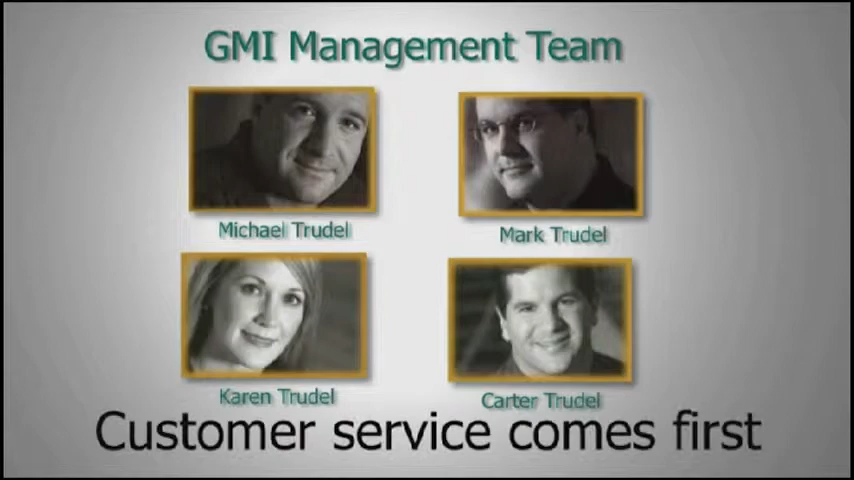 GMI Management Team
Michael Trudel
Mark Trudel
Karen Trudel
Carter Trudel
Customer service comes first